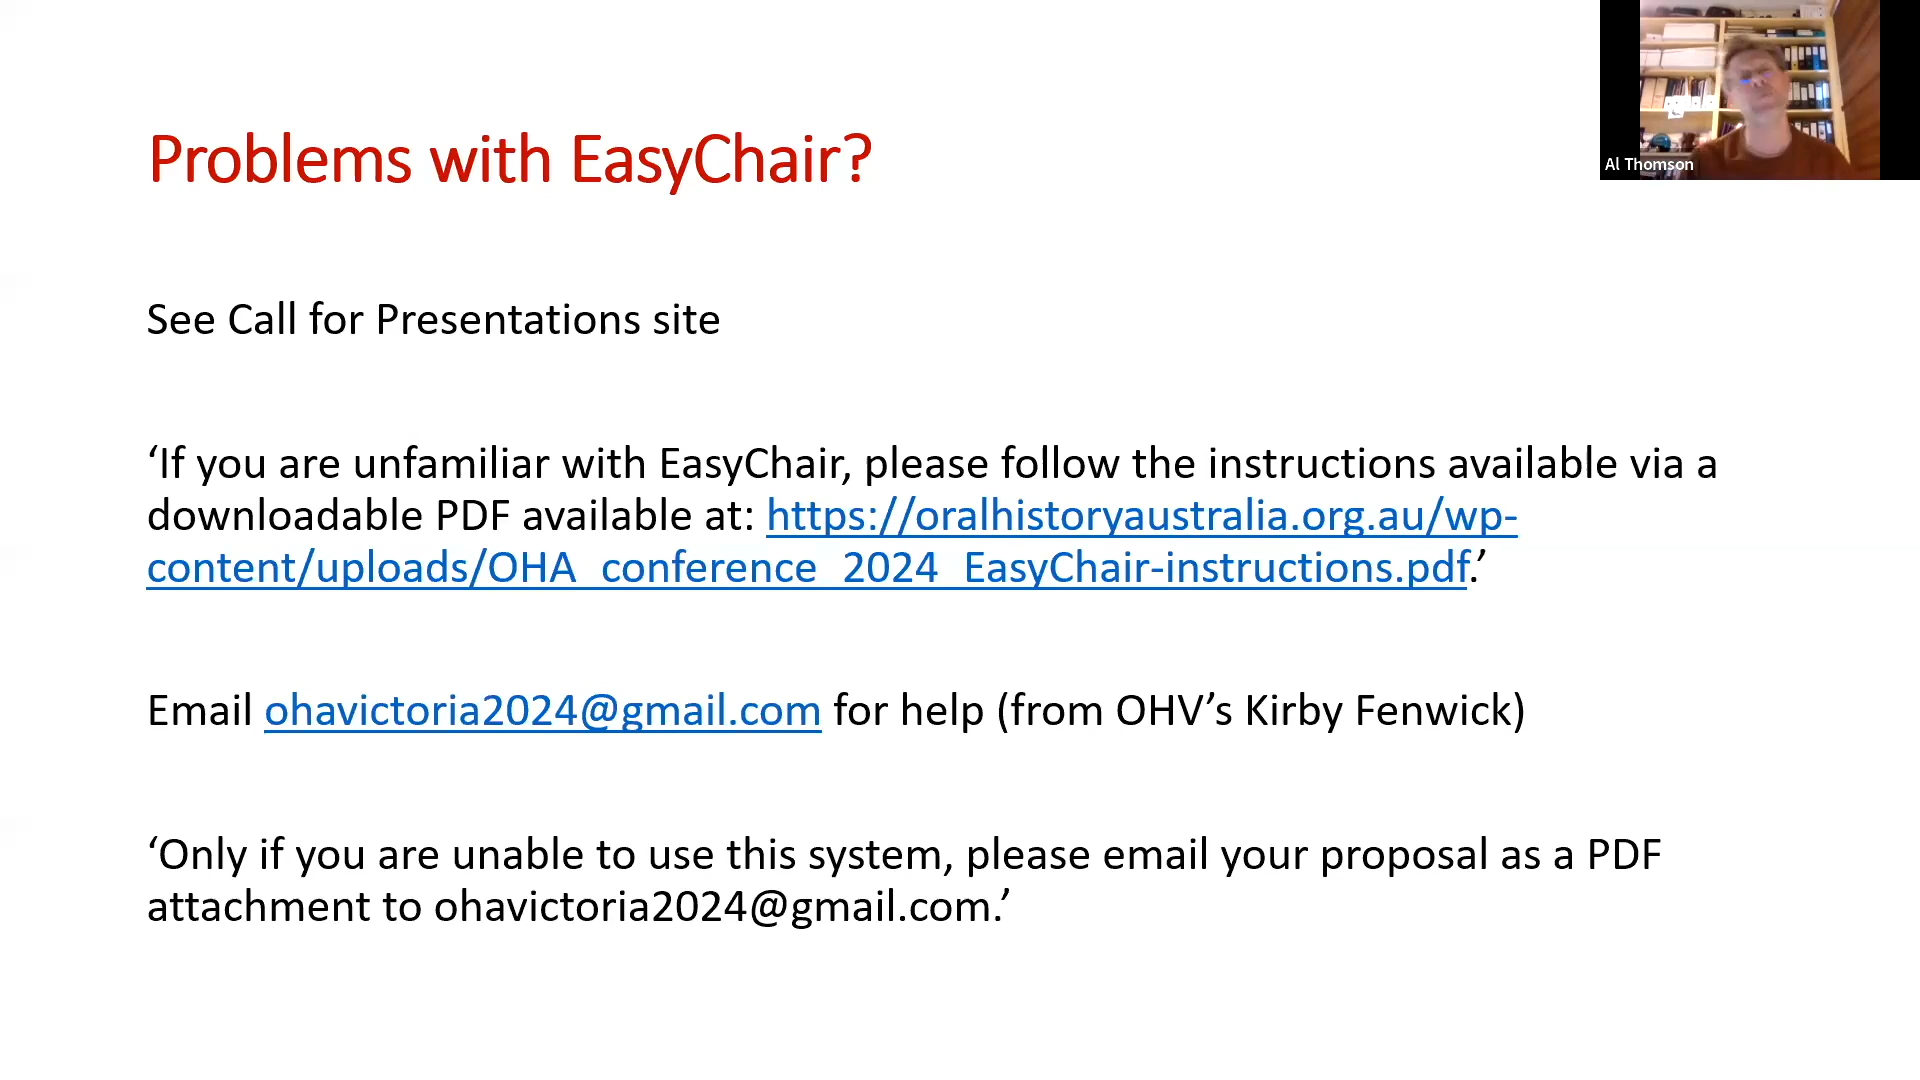 Problems with EasyChair?
Al Thomson
See Call for Presentations site
‘If you are unfamiliar with EasyChair, please follow the instructions available via a
downloadable PDF available at: https://oralhistoryaustralia.org.au/wp-
content/uploads/OHA_conference_2024_EasyChair-instructions.pdf.’
Email ohavictoria2024@gmail.com for help (from OHV’s Kirby Fenwick)
‘Only if you are unable to use this system, please email your proposal as a PDF
attachment to ohavictoria2024@gmail.com.’